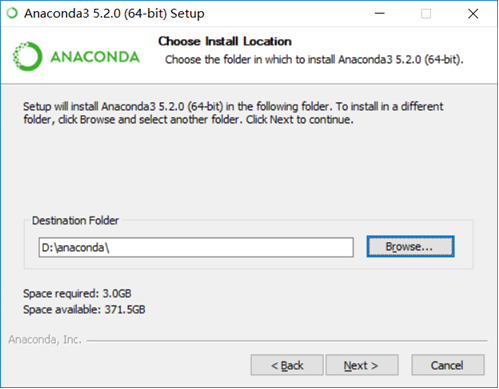 Anaconda3 5.2.0 (64-bit) Setup
ANACONDA
Choose Install Location
Choose the folder in which to install Anaconda3 5.2.0 (64-bit).
Setup will install Anaconda3 5.2.0 (64-bit) in the following folder. To install in a different
folder, click Browse and select another folder. Click Next to continue.
Destination Folder
D:\anaconda\
Browse...
Space required: 3.0GB
Space available: 371.5GB
Anaconda, Inc.
< Back
Next >
Cancel